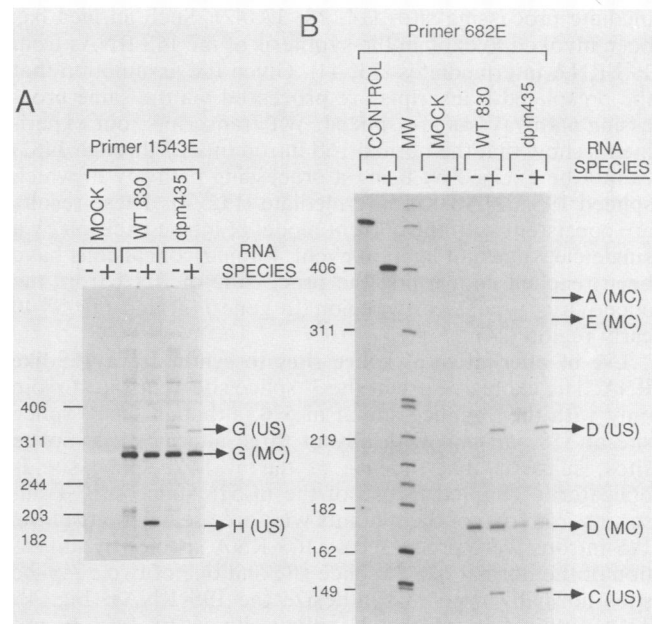 A
Primer 1543E
MOCK
WT 830
dpm435
- + - + - +
RNA
SPECIES
406
311
244
203
182
G (US)
G (MC)
H (US)
B
Primer 682E
CONTROL
MW
MOCK
WT 830
dpm435
- + - + - + - +
RNA
SPECIES
406
311
219
182
162
149
A (MC)
E (MC)
D (US)
D (MC)
C (US)